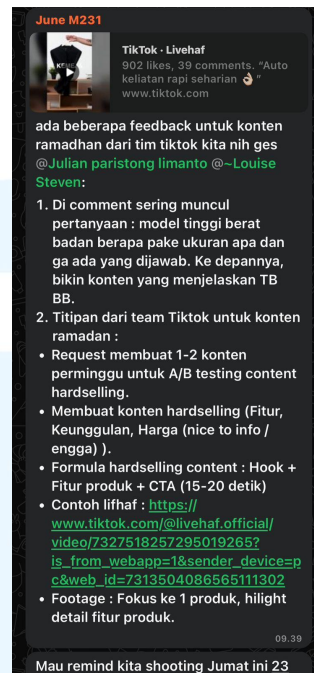 June M231
TikTok · Livehaf
902 likes, 39 comments. “Auto
keliatan rapi seharian 👌🏻”
www.tiktok.com
ada beberapa feedback untuk konten
ramadhan dari tim tiktok kita nih ges
@Julian paristong limanto @~Louise
Steven:
1. Di comment sering muncul
pertanyaan : model tinggi berat
badan berapa pake ukuran apa dan
ga ada yang dijawab. Ke depannya,
bikin konten yang menjelaskan TB
BB.
2. Titipan dari team Tiktok untuk konten
ramadan :
• Request membuat 1-2 konten
perminggu untuk A/B testing content
hardselling.
• Membuat konten hardselling (Fitur,
Keunggulan, Harga (nice to info /
engga) ).
• Formula hardselling content : Hook +
Fitur produk + CTA (15-20 detik)
• Contoh lifhaf : https://
www.tiktok.com/@livehaf.official/
video/7327518257295019265?
is_from_webapp=1&sender_device=p
c&web_id=7313504086565111302
• Footage : Fokus ke 1 produk, hilight
detail fitur produk.
09.39
Mau remind kita shooting Jumat ini 23